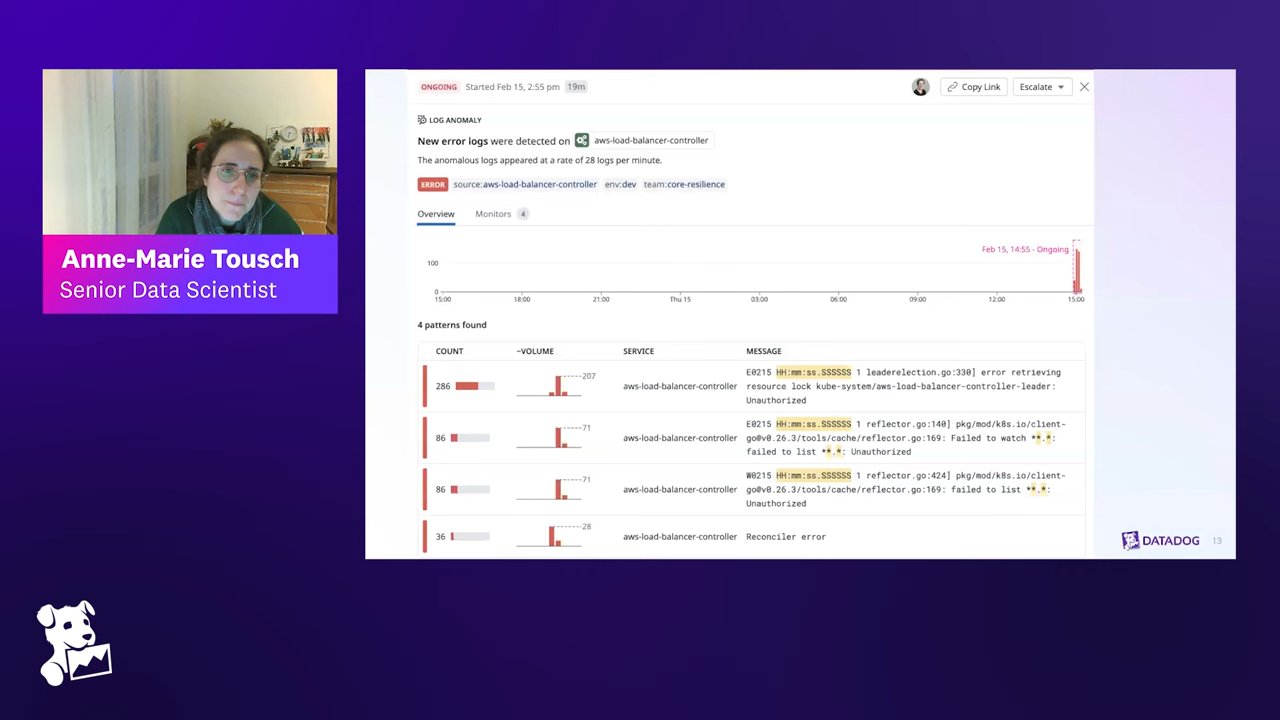 Anne-Marie Tousch
Senior Data Scientist
ONGOING Started Feb 15, 2:55 pm 19m
Copy Link
Escalate
LOG ANOMALY
New error logs were detected on aws-load-balancer-controller
The anomalous logs appeared at a rate of 28 logs per minute.
ERROR source:aws-load-balancer-controller env:dev team:core-resilience
Overview Monitors 4
Feb 15, 14:55 - Ongoing
100
0
15:00 18:00 21:00 Thu 15 03:00 06:00 09:00 12:00 15:00
4 patterns found
COUNT ~VOLUME SERVICE MESSAGE
286 207 aws-load-balancer-controller
E0215 HH:mm:ss.SSSSSS 1 leaderelection.go:330] error retrieving
resource lock kube-system/aws-load-balancer-controller-leader:
Unauthorized
86 71 aws-load-balancer-controller
E0215 HH:mm:ss.SSSSSS 1 reflector.go:140] pkg/mod/k8s.io/client-
go@v0.26.3/tools/cache/reflector.go:169: Failed to watch **.*:
failed to list **.*: Unauthorized
86 71 aws-load-balancer-controller
W0215 HH:mm:ss.SSSSSS 1 reflector.go:424] pkg/mod/k8s.io/client-
go@v0.26.3/tools/cache/reflector.go:169: failed to list **.*:
Unauthorized
36 28 aws-load-balancer-controller Reconciler error
DATADOG 13